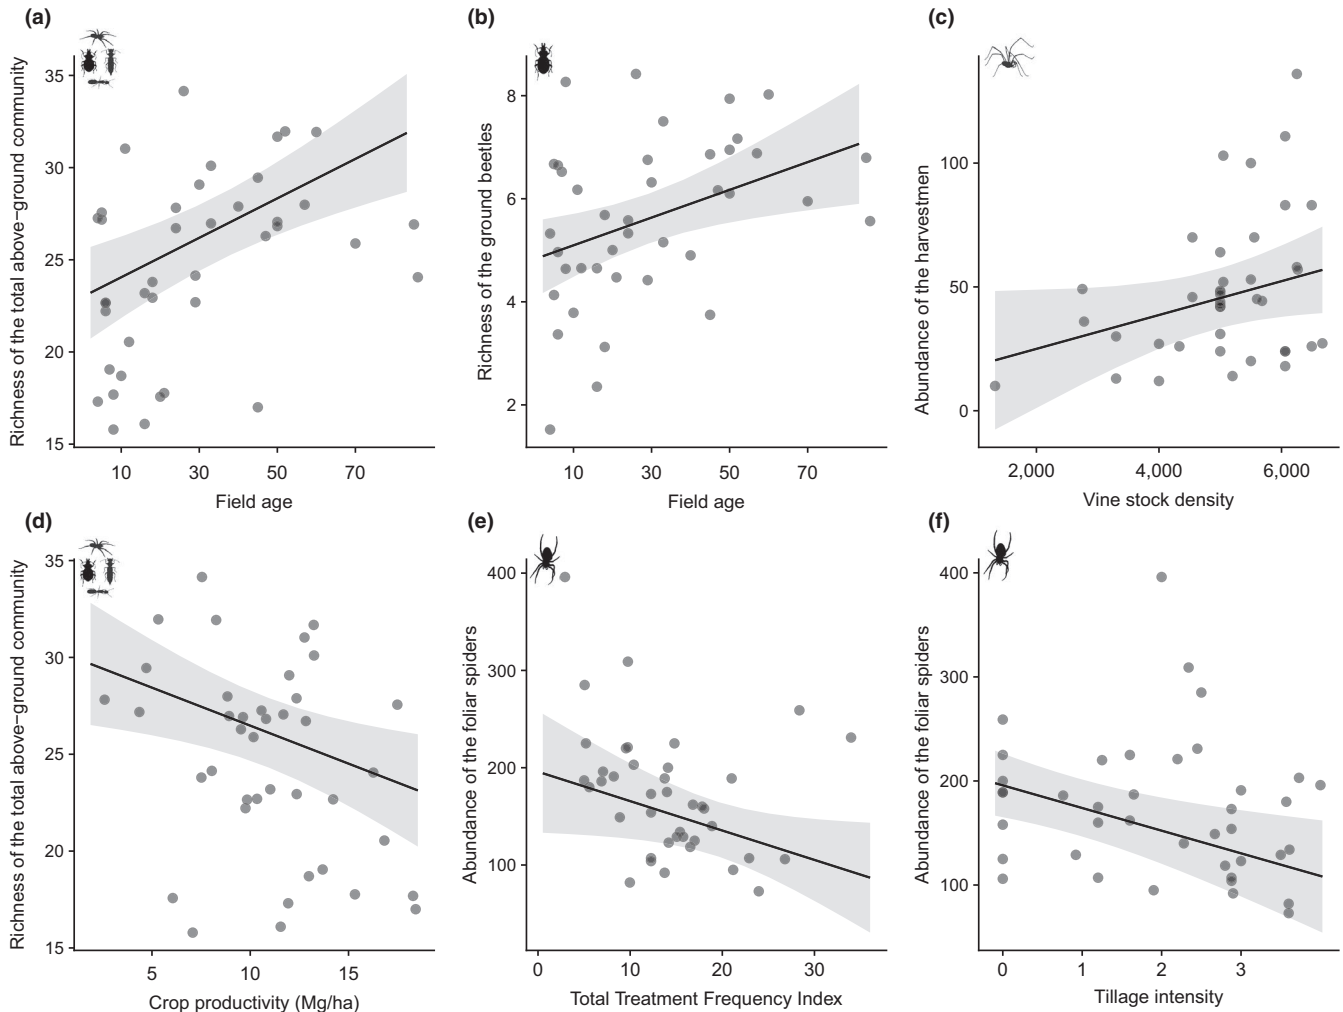 (a)
Richness of the total above−ground community
35
30
25
20
15
10 30 50 70
Field age
(b)
Richness of the ground beetles
8
6
4
2
10 30 50 70
Field age
(c)
Abundance of the harvestmen
100
50
0
2,000 4,000 6,000
Vine stock density
(d)
Richness of the total above−ground community
35
30
25
20
15
5 10 15
Crop productivity (Mg/ha)
(e)
Abundance of the foliar spiders
400
300
200
100
0 10 20 30
Total Treatment Frequency Index
(f)
Abundance of the foliar spiders
400
300
200
100
0 1 2 3
Tillage intensity